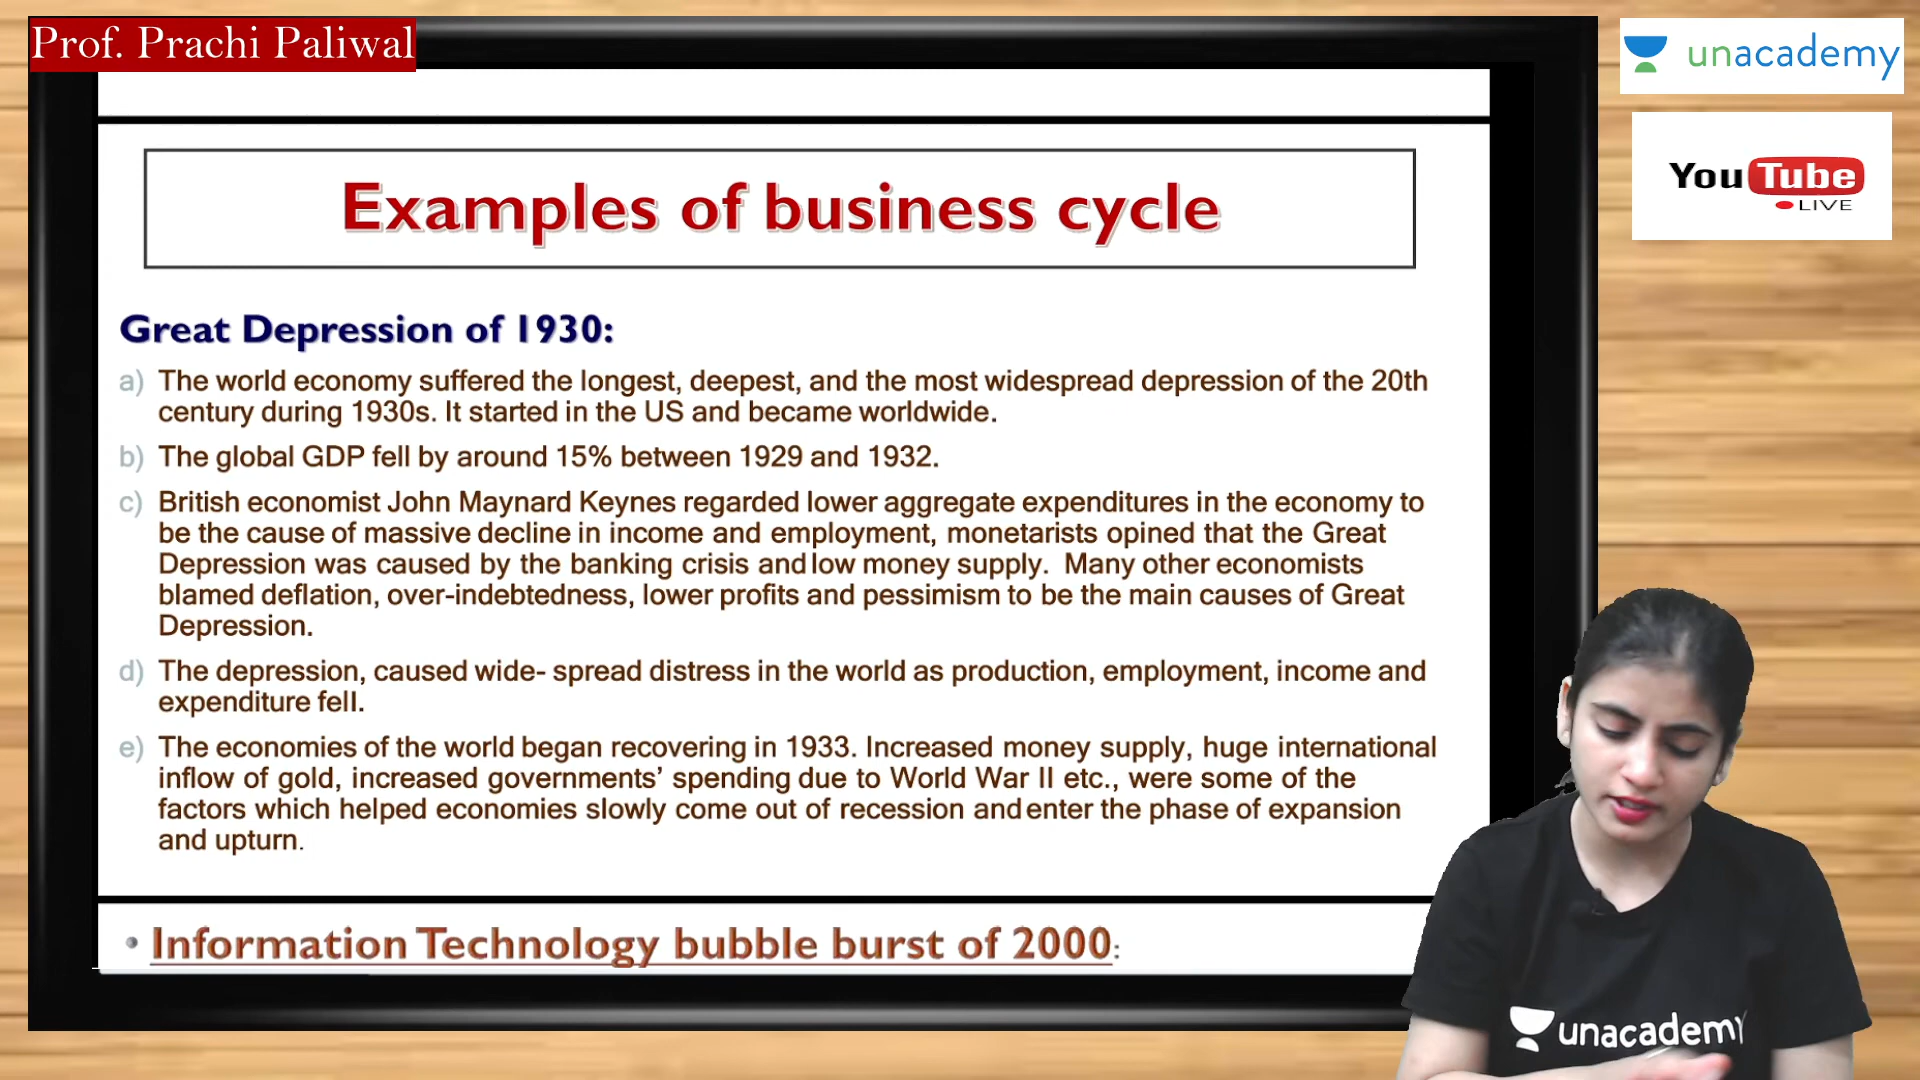 Prof. Prachi Paliwal
unacademy
YouTube
LIVE
Examples of business cycle
Great Depression of 1930:
a) The world economy suffered the longest, deepest, and the most widespread depression of the 20th
century during 1930s. It started in the US and became worldwide.
b) The global GDP fell by around 15% between 1929 and 1932.
c) British economist John Maynard Keynes regarded lower aggregate expenditures in the economy to
be the cause of massive decline in income and employment, monetarists opined that the Great
Depression was caused by the banking crisis and low money supply. Many other economists
blamed deflation, over-indebtedness, lower profits and pessimism to be the main causes of Great
Depression.
d) The depression, caused wide- spread distress in the world as production, employment, income and
expenditure fell.
e) The economies of the world began recovering in 1933. Increased money supply, huge international
inflow of gold, increased governments’ spending due to World War II etc., were some of the
factors which helped economies slowly come out of recession and enter the phase of expansion
and upturn.
• Information Technology bubble burst of 2000:
unacademy